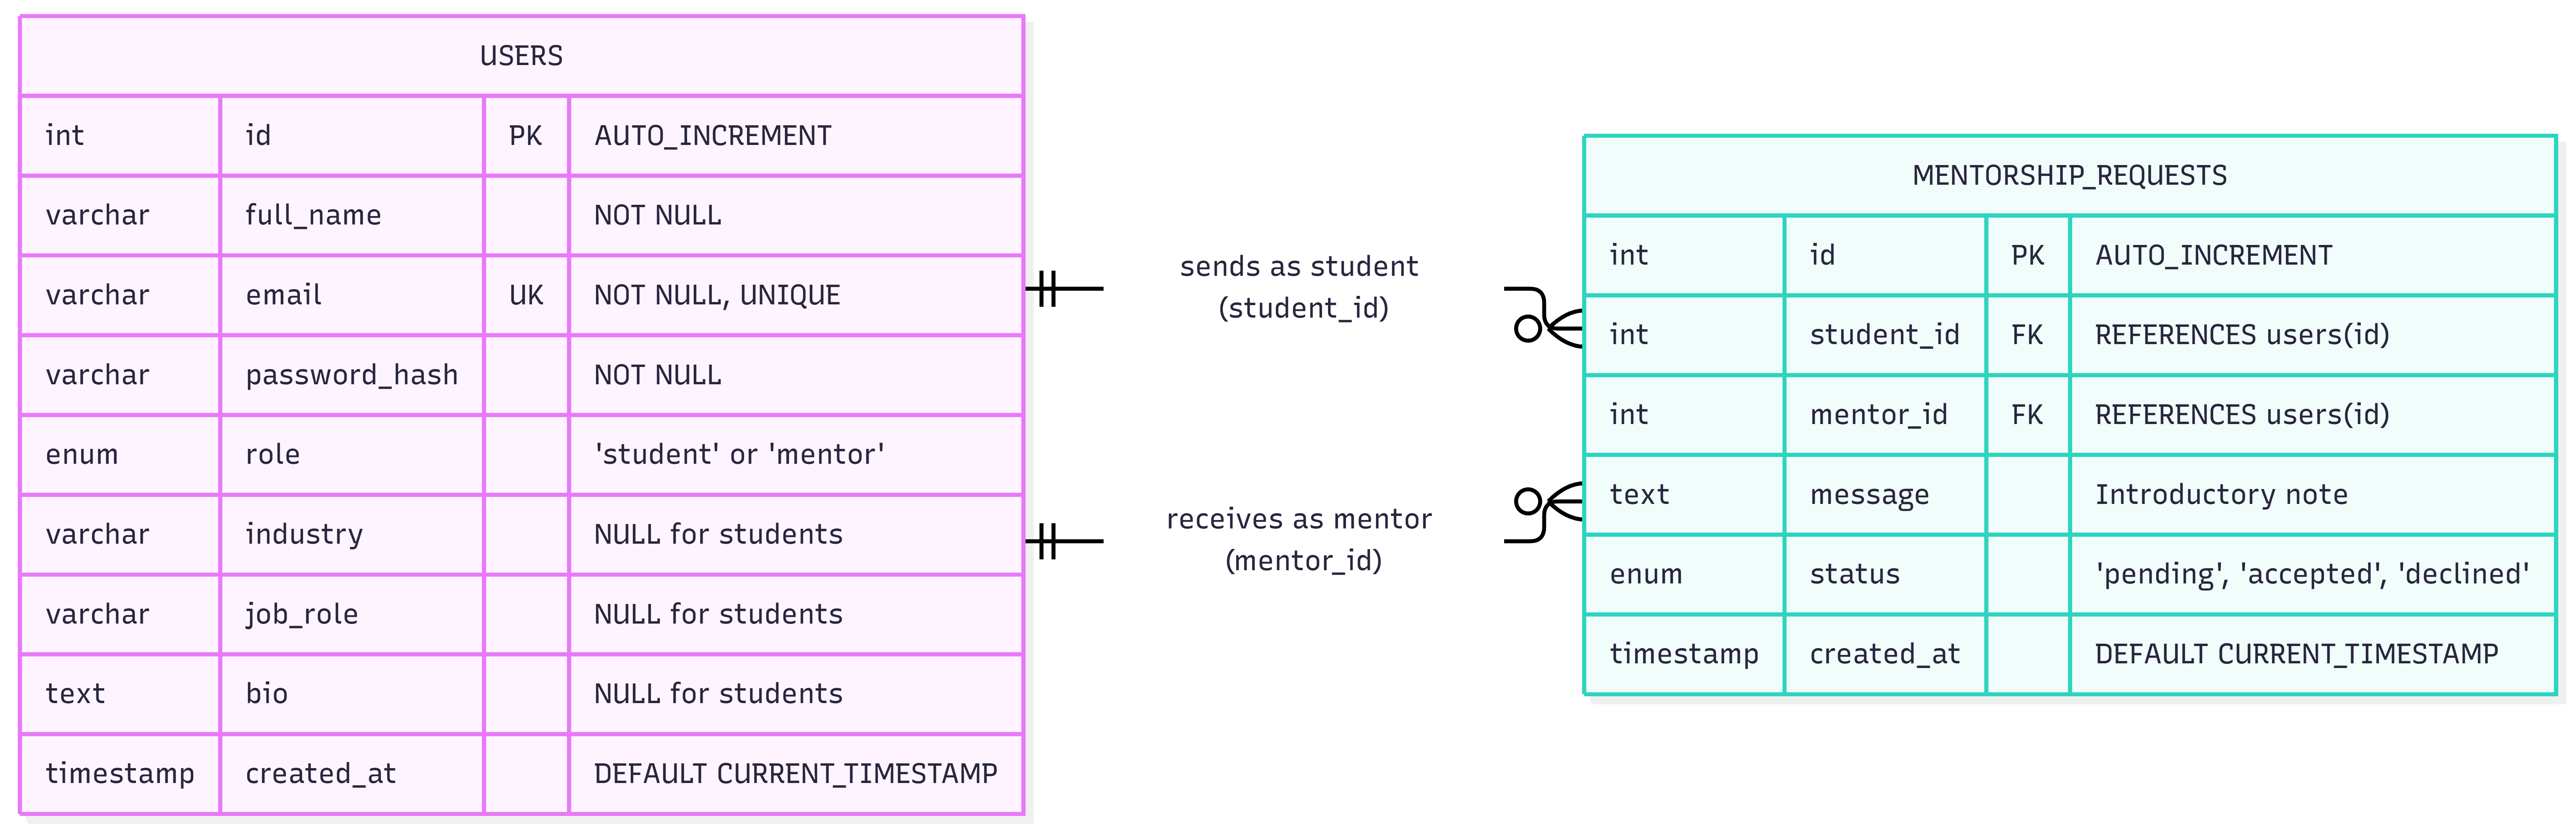 USERS
int id PK AUTO_INCREMENT
varchar full_name NOT NULL
varchar email UK NOT NULL, UNIQUE
varchar password_hash NOT NULL
enum role 'student' or 'mentor'
varchar industry NULL for students
varchar job_role NULL for students
text bio NULL for students
timestamp created_at DEFAULT CURRENT_TIMESTAMP
sends as student
(student_id)
receives as mentor
(mentor_id)
MENTORSHIP_REQUESTS
int id PK AUTO_INCREMENT
int student_id FK REFERENCES users(id)
int mentor_id FK REFERENCES users(id)
text message Introductory note
enum status 'pending', 'accepted', 'declined'
timestamp created_at DEFAULT CURRENT_TIMESTAMP